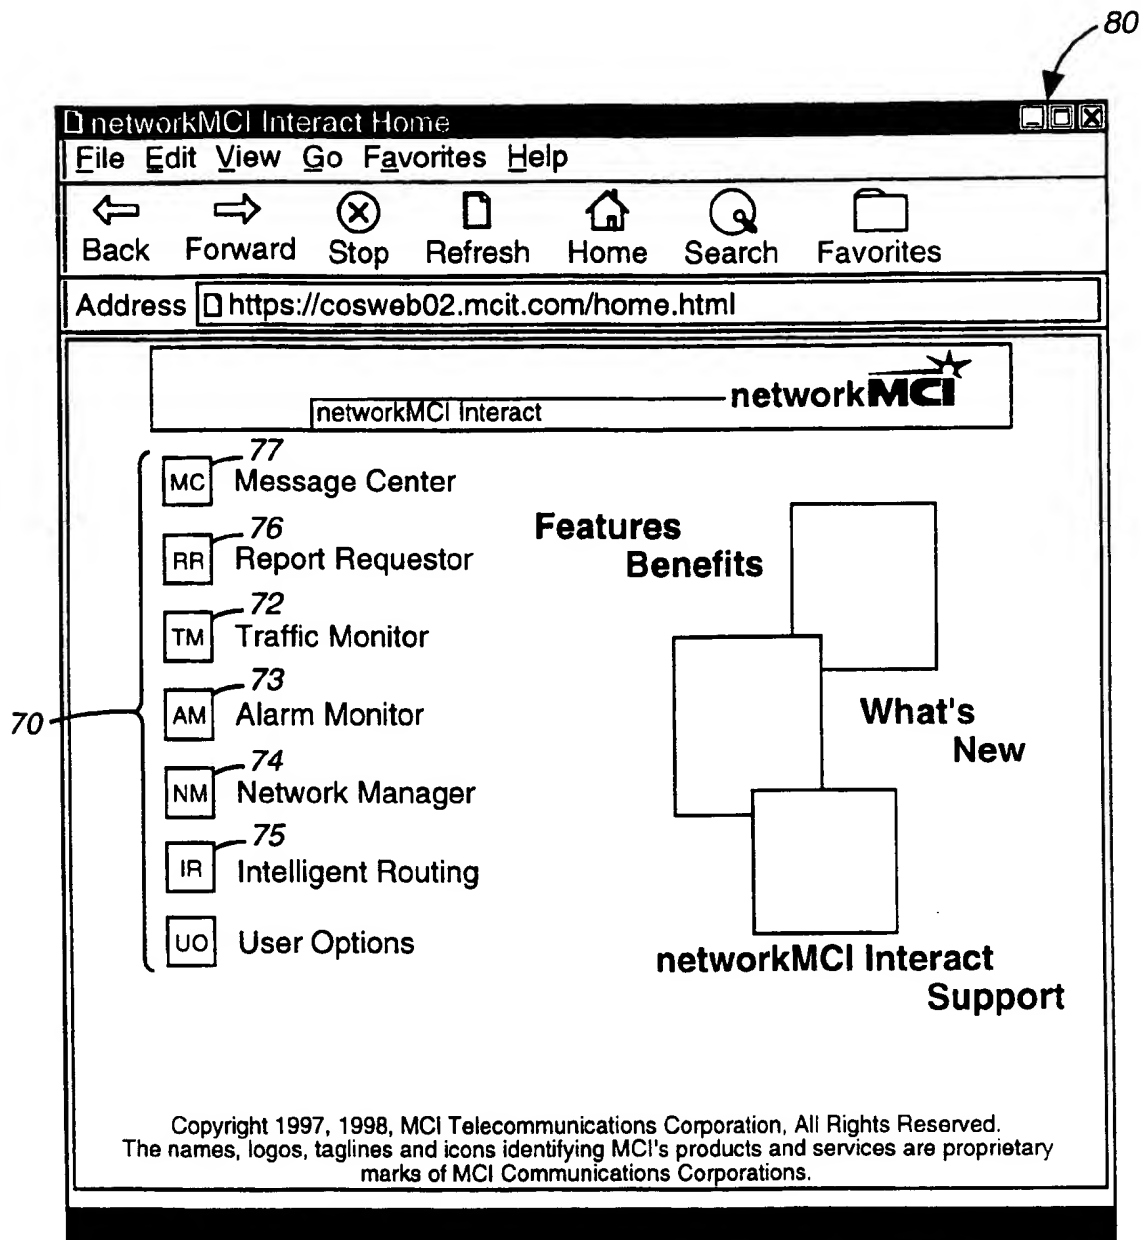 80
networkMCI Interact Home
File Edit View Go Favorites Help
Back Forward Stop Refresh Home Search Favorites
Address https://cosweb02.mcit.com/home.html
networkMCI Interact
networkMCI
70
77
MC Message Center
76
RR Report Requestor
72
TM Traffic Monitor
73
AM Alarm Monitor
74
NM Network Manager
75
IR Intelligent Routing
UO User Options
Features
Benefits
What's
New
networkMCI Interact
Support
Copyright 1997, 1998, MCI Telecommunications Corporation, All Rights Reserved.
The names, logos, taglines and icons identifying MCI's products and services are proprietary
marks of MCI Communications Corporations.